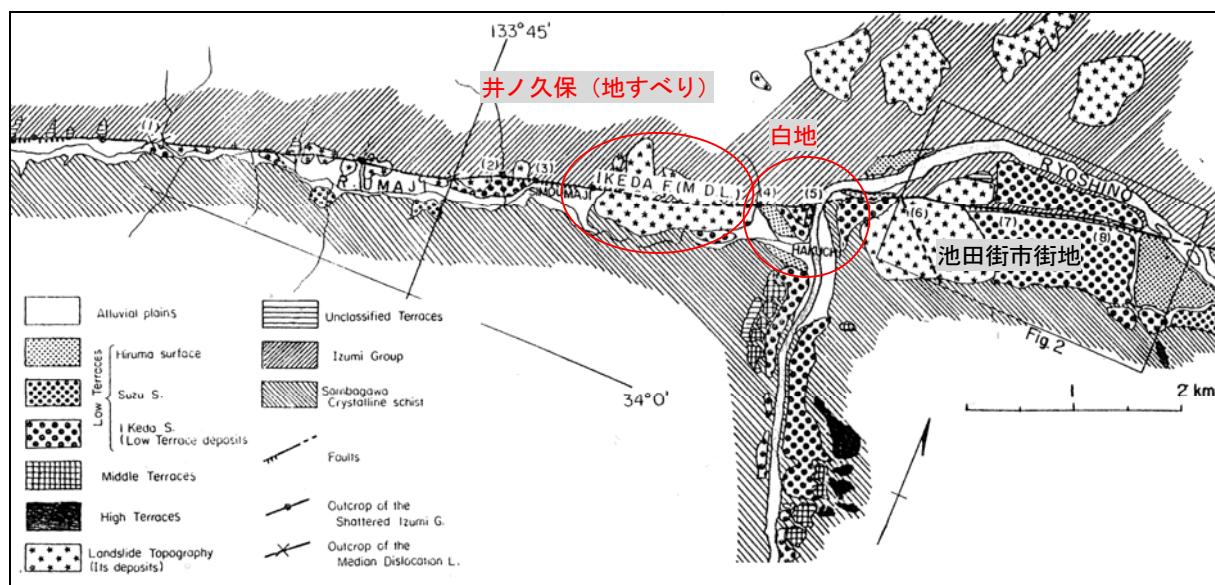 133°45'
井ノ久保（地すべり）
白地
(1)
(2)
(3)
R. UMAJI
SINOUMAJI
IKEDA F(M D L)
(4)
(5)
HAKUCHI
R YOSHINO
(6)
(7)
(8)
池田街市街地
Fig. 2
34°0'
1
2 km
Alluvial plains
Low Terraces
Hiruma surface
Suzu S.
I Keda S.
(Low Terrace deposits
Middle Terraces
High Terraces
Landslide Topography
(Its deposits)
Unclassified Terraces
Izumi Group
Sambagawa
Crystalline schist
Faults
Outcrop of the
Shattered Izumi G.
Outcrop of the
Median Dislocation L.